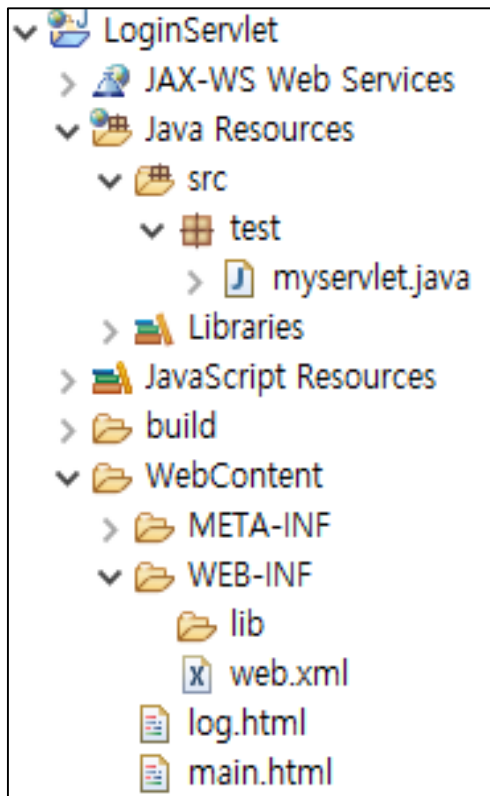 LoginServlet
JAX-WS Web Services
Java Resources
src
test
myservlet.java
Libraries
JavaScript Resources
build
WebContent
META-INF
WEB-INF
lib
web.xml
log.html
main.html